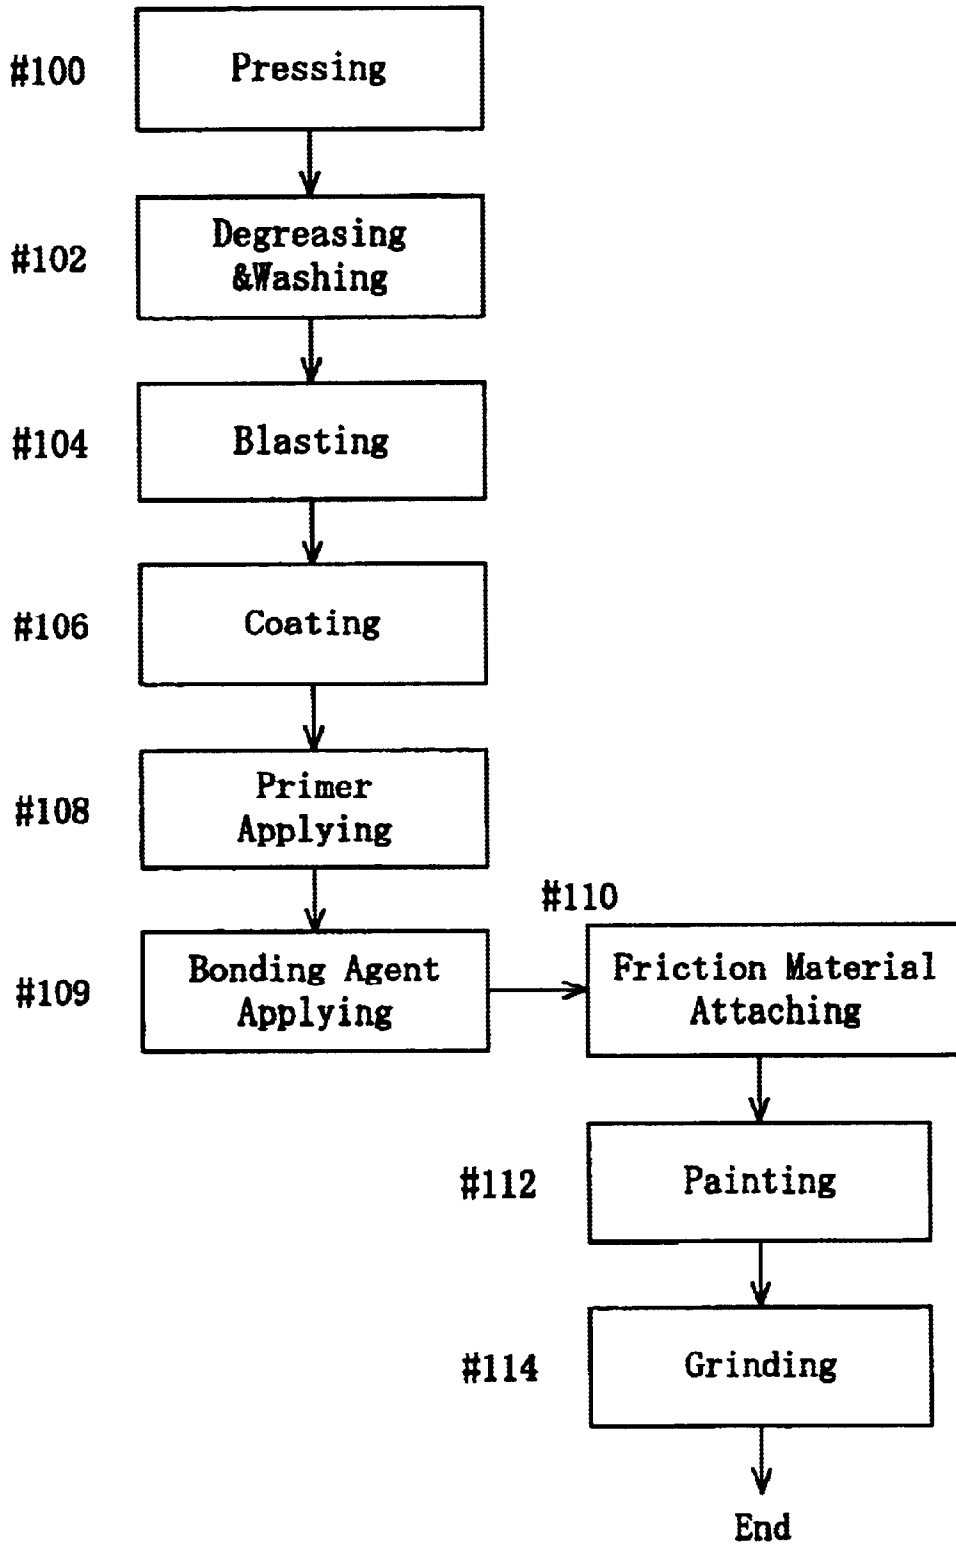 #100
Pressing
#102
Degreasing
&Washing
#104
Blasting
#106
Coating
#108
Primer
Applying
#109
Bonding Agent
Applying
#110
Friction Material
Attaching
#112
Painting
#114
Grinding
End